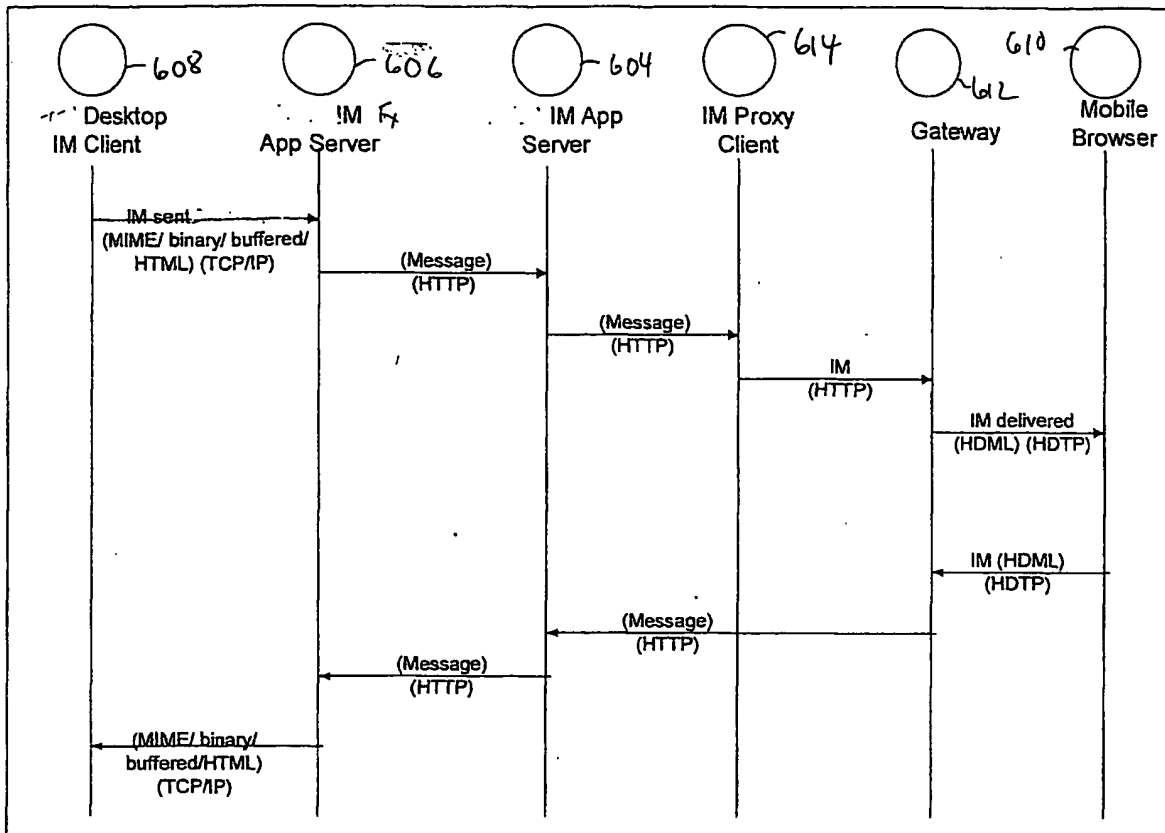 608
606
604
614
612
610
Desktop
IM Client
IM Fx
App Server
IM App
Server
IM Proxy
Client
Gateway
Mobile
Browser
IM sent
(MIME/ binary/ buffered/
HTML) (TCP/IP)
(Message)
(HTTP)
(Message)
(HTTP)
IM
(HTTP)
IM delivered
(HDML) (HDTP)
IM (HDML)
(HDTP)
(Message)
(HTTP)
(Message)
(HTTP)
(MIME/ binary/
buffered/HTML)
(TCP/IP)